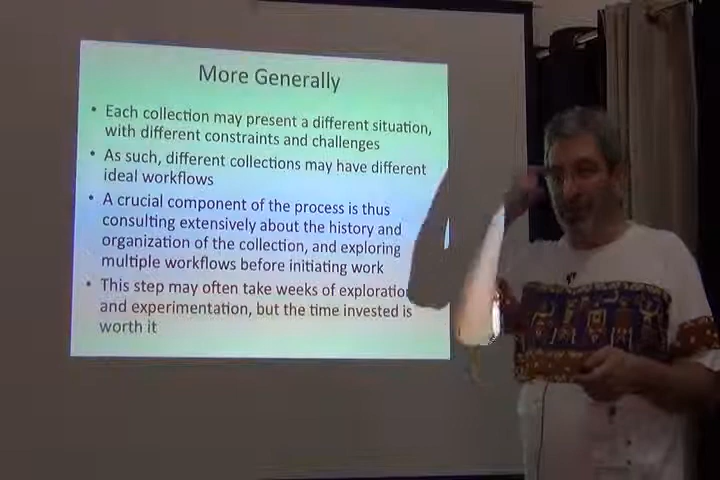 More Generally
• Each collection may present a different situation,
with different constraints and challenges
• As such, different collections may have different
ideal workflows
• A crucial component of the process is thus
consulting extensively about the history and
organization of the collection, and exploring
multiple workflows before initiating work
• This step may often take weeks of exploratio
and experimentation, but the time invested is
worth it